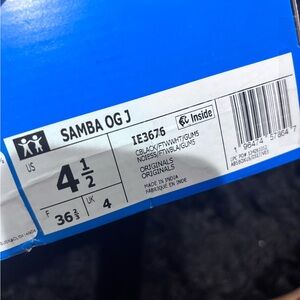 SAMBA OG J
IE3676
Inside
US
4 1/2
CBLACK/FTWWHT/GUM5
NOIESS/FTWBLA/GUM5
ORIGINALS
ORIGINALS
MADE IN INDIA
FABRIQUÉ EN INDE
F
36 2/3
UK
4